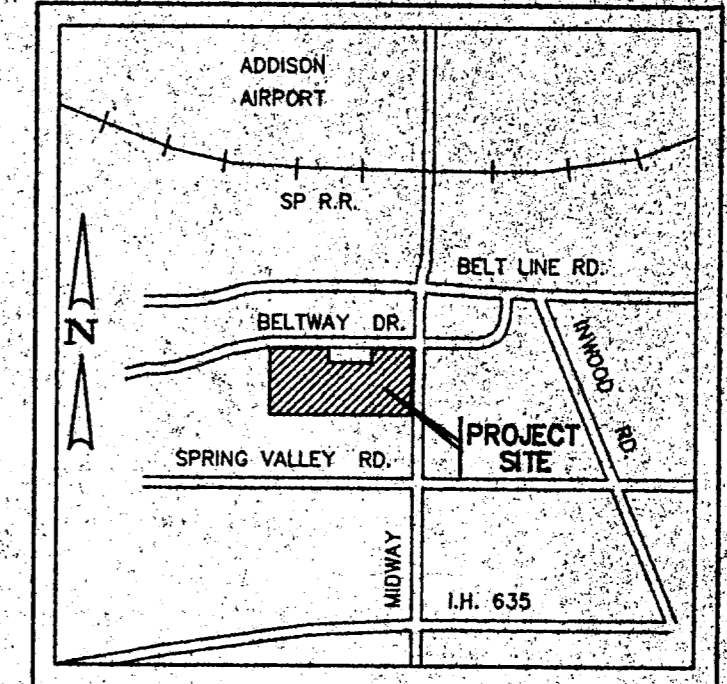 ADDISON
AIRPORT
SP R.R.
BELT LINE RD.
BELTWAY DR.
N
INWOOD RD.
PROJECT
SITE
SPRING VALLEY RD.
MIDWAY
I.H. 635